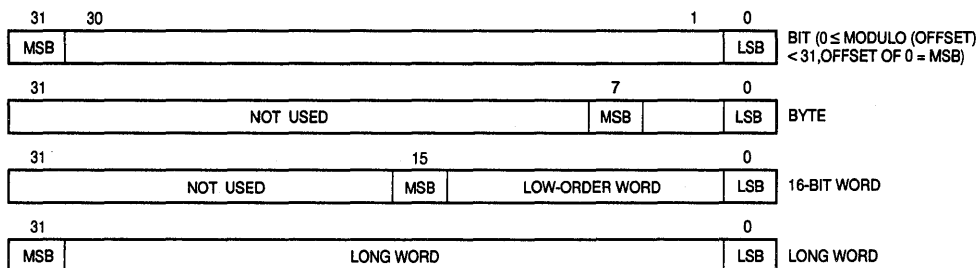 31 30 1 0
MSB LSB BIT (0 ≤ MODULO (OFFSET)
< 31,OFFSET OF 0 = MSB)
31 7 0
NOT USED MSB LSB BYTE
31 15 0
NOT USED MSB LOW-ORDER WORD LSB 16-BIT WORD
31 0
MSB LONG WORD LSB LONG WORD